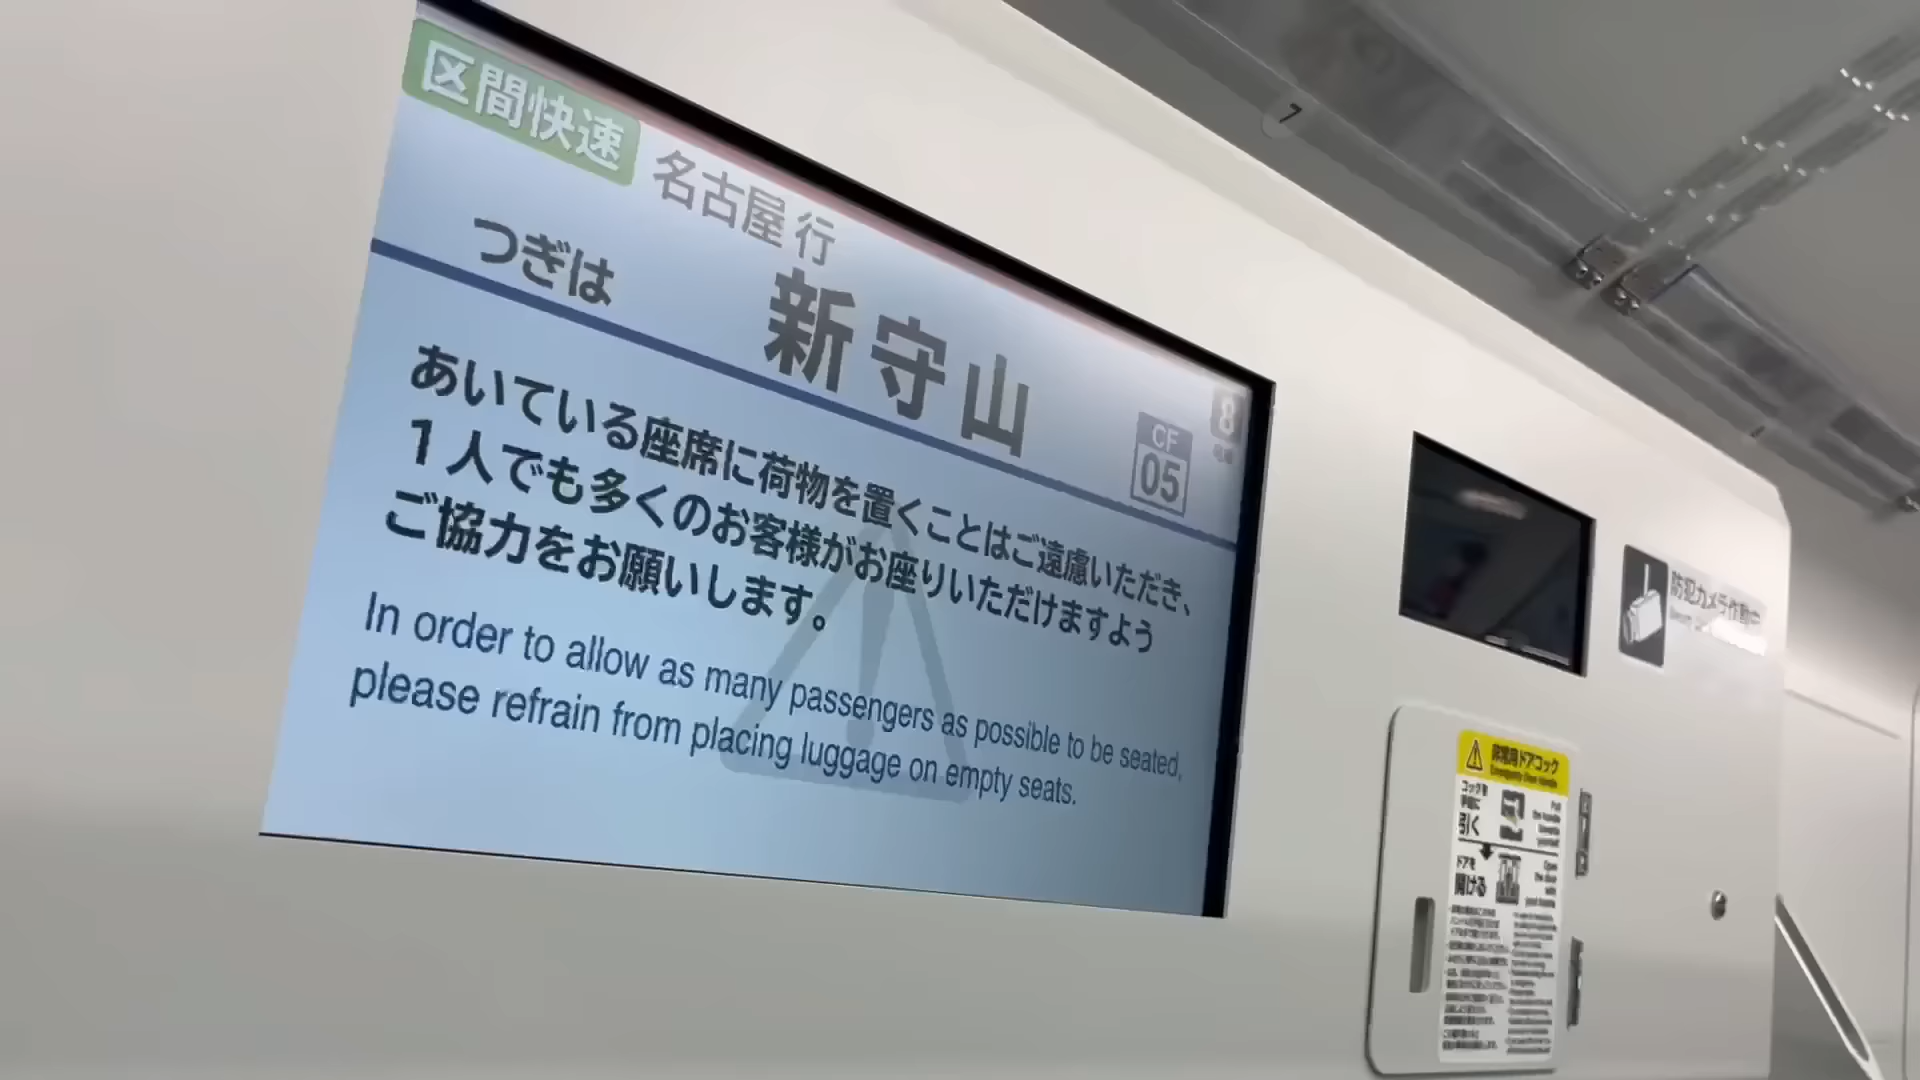 区間快速
名古屋 行
つぎは
新守山
8
号車
CF
05
あいている座席に荷物を置くことはご遠慮いただき、
1人でも多くのお客様がお座りいただけますよう
ご協力をお願いします。
In order to allow as many passengers as possible to be seated,
please refrain from placing luggage on empty seats.
7
防犯カメラ作動中
非常用ドアコック
Emergency Door Handle
コックを
手前に
引く
ドアを
開ける